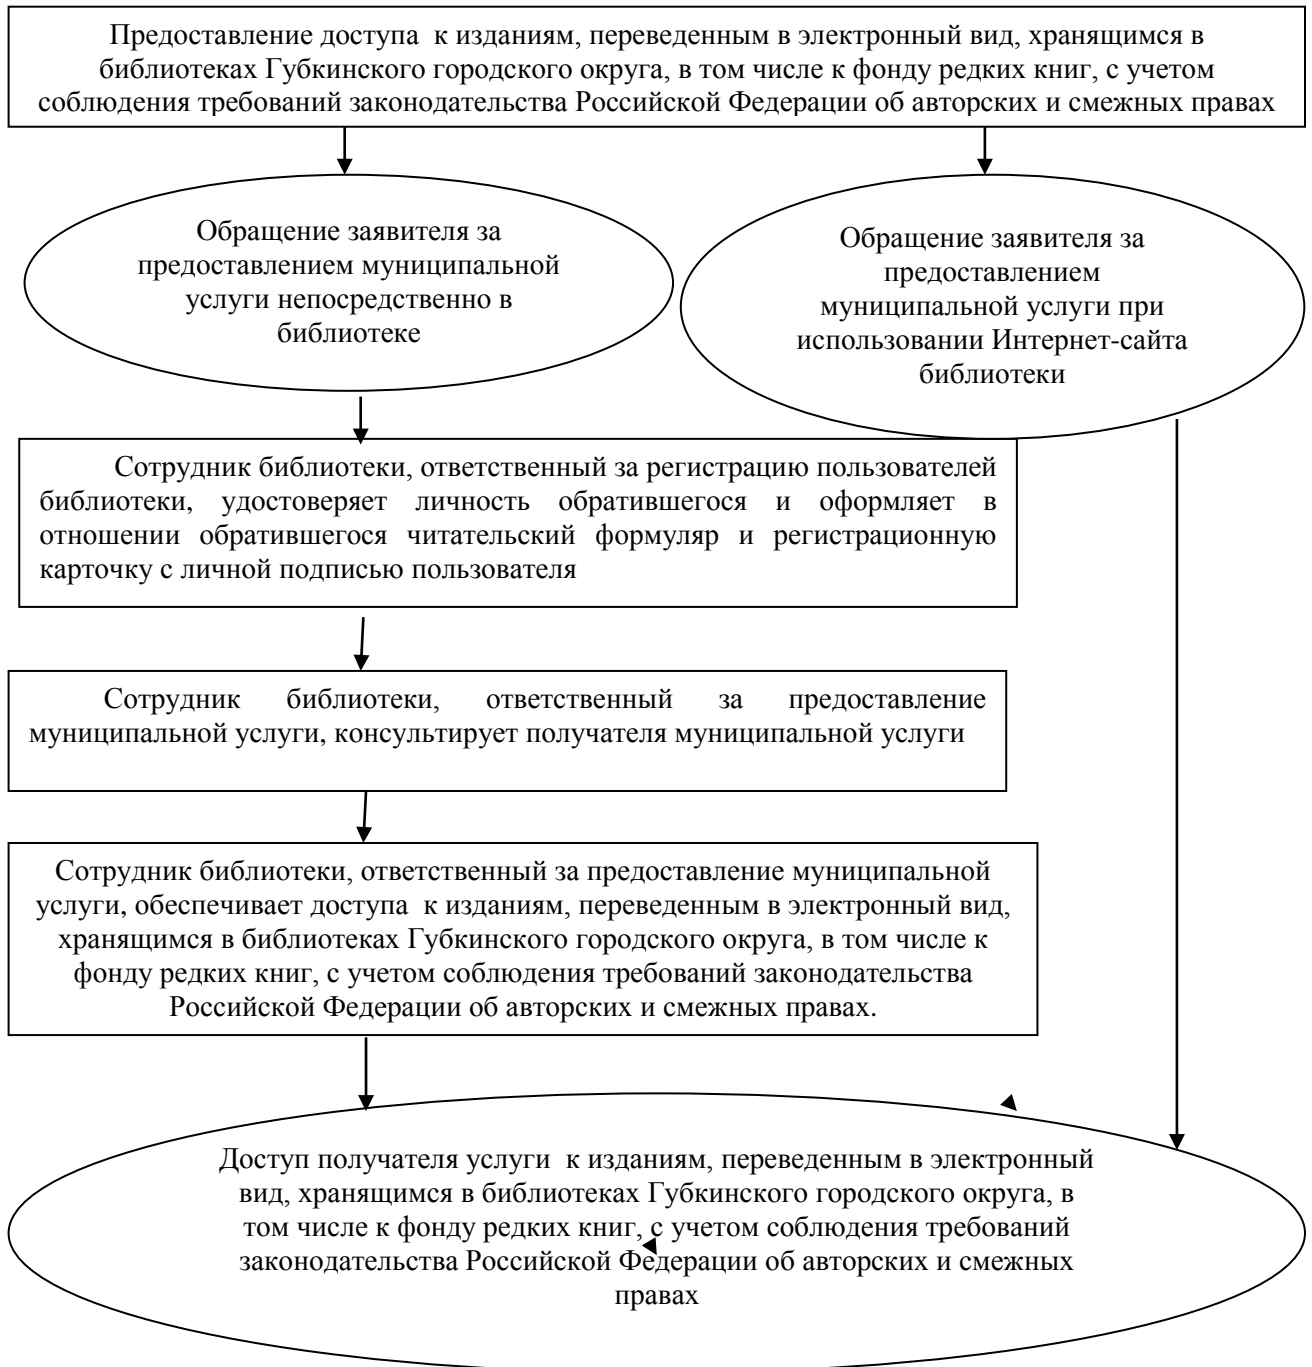 Предоставление доступа к изданиям, переведенным в электронный вид, хранящимся в
библиотеках Губкинского городского округа, в том числе к фонду редких книг, с учетом
соблюдения требований законодательства Российской Федерации об авторских и смежных правах
Обращение заявителя за
предоставлением муниципальной
услуги непосредственно в
библиотеке
Обращение заявителя за
предоставлением
муниципальной услуги при
использовании Интернет-сайта
библиотеки
Сотрудник библиотеки, ответственный за регистрацию пользователей
библиотеки, удостоверяет личность обратившегося и оформляет в
отношении обратившегося читательский формуляр и регистрационную
карточку с личной подписью пользователя
Сотрудник библиотеки, ответственный за предоставление
муниципальной услуги, консультирует получателя муниципальной услуги
Сотрудник библиотеки, ответственный за предоставление муниципальной
услуги, обеспечивает доступа к изданиям, переведенным в электронный вид,
хранящимся в библиотеках Губкинского городского округа, в том числе к
фонду редких книг, с учетом соблюдения требований законодательства
Российской Федерации об авторских и смежных правах.
Доступ получателя услуги к изданиям, переведенным в электронный
вид, хранящимся в библиотеках Губкинского городского округа, в
том числе к фонду редких книг, с учетом соблюдения требований
законодательства Российской Федерации об авторских и смежных
правах